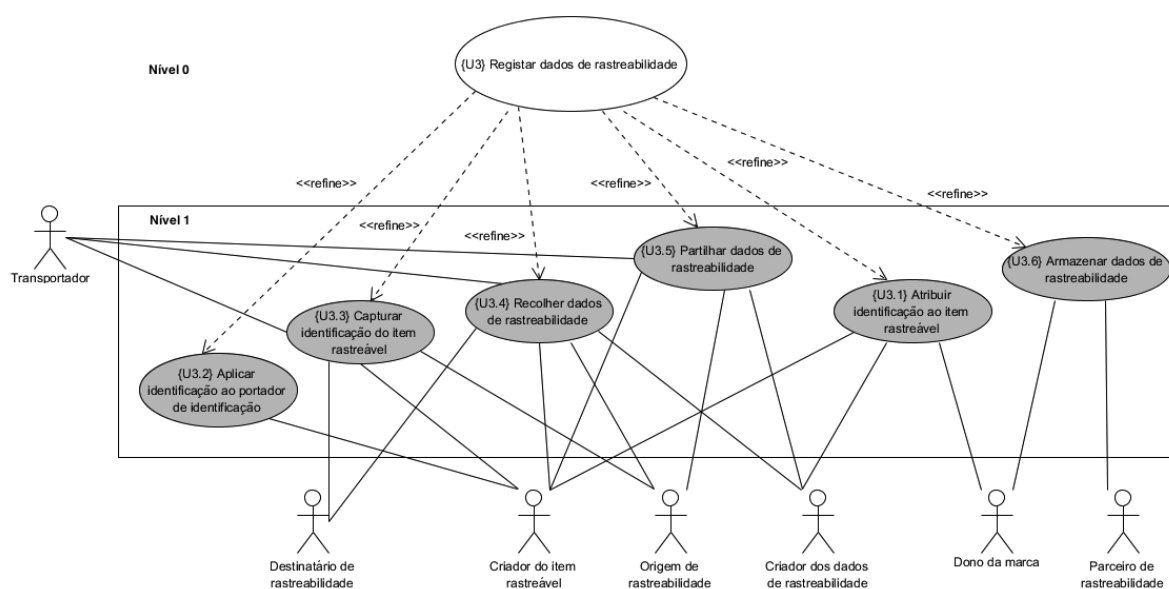 {U3} Registar dados de rastreabilidade
Nível 0
<<refine>>
<<refine>>
<<refine>>
<<refine>>
<<refine>>
<<refine>>
Nível 1
Transportador
{U3.5} Partilhar dados de
rastreabilidade
{U3.6} Armazenar dados de
rastreabilidade
{U3.4} Recolher dados
de rastreabilidade
{U3.1} Atribuir
identificação ao item
rastreável
{U3.3} Capturar
identificação do item
rastreável
{U3.2} Aplicar
identificação ao portador
de identificação
Destinatário de
rastreabilidade
Criador do item
rastreável
Origem de
rastreabilidade
Criador dos dados
de rastreabilidade
Dono da marca
Parceiro de
rastreabilidade